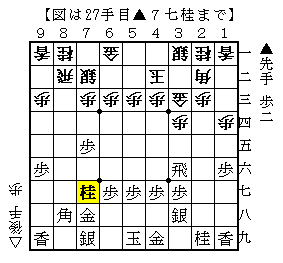 【図は27手目▲７七桂まで】
９ ８ ７ ６ ５ ４ ３ ２ １
香 桂 金 銀 桂 香 一
飛 銀 玉 角 二
歩 歩 歩 歩 歩 金 歩 三
歩 歩 四
歩 五
歩 飛 歩 六
桂 歩 歩 歩 歩 七
角 金 銀 八
香 銀 玉 金 桂 香 九
▲先手 歩二
△後手 歩